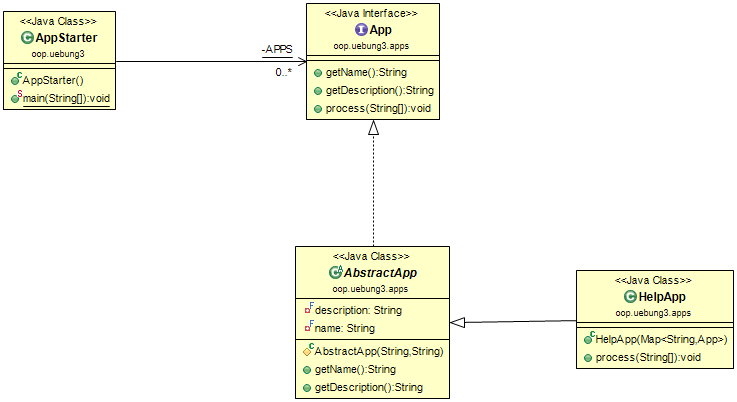 <<Java Class>>
AppStarter
oop.uebung3
AppStarter()
main(String[]):void
-APPS
0..*
<<Java Interface>>
App
oop.uebung3.apps
getName():String
getDescription():String
process(String[]):void
<<Java Class>>
AbstractApp
oop.uebung3.apps
description: String
name: String
AbstractApp(String,String)
getName():String
getDescription():String
<<Java Class>>
HelpApp
oop.uebung3.apps
HelpApp(Map<String,App>)
process(String[]):void